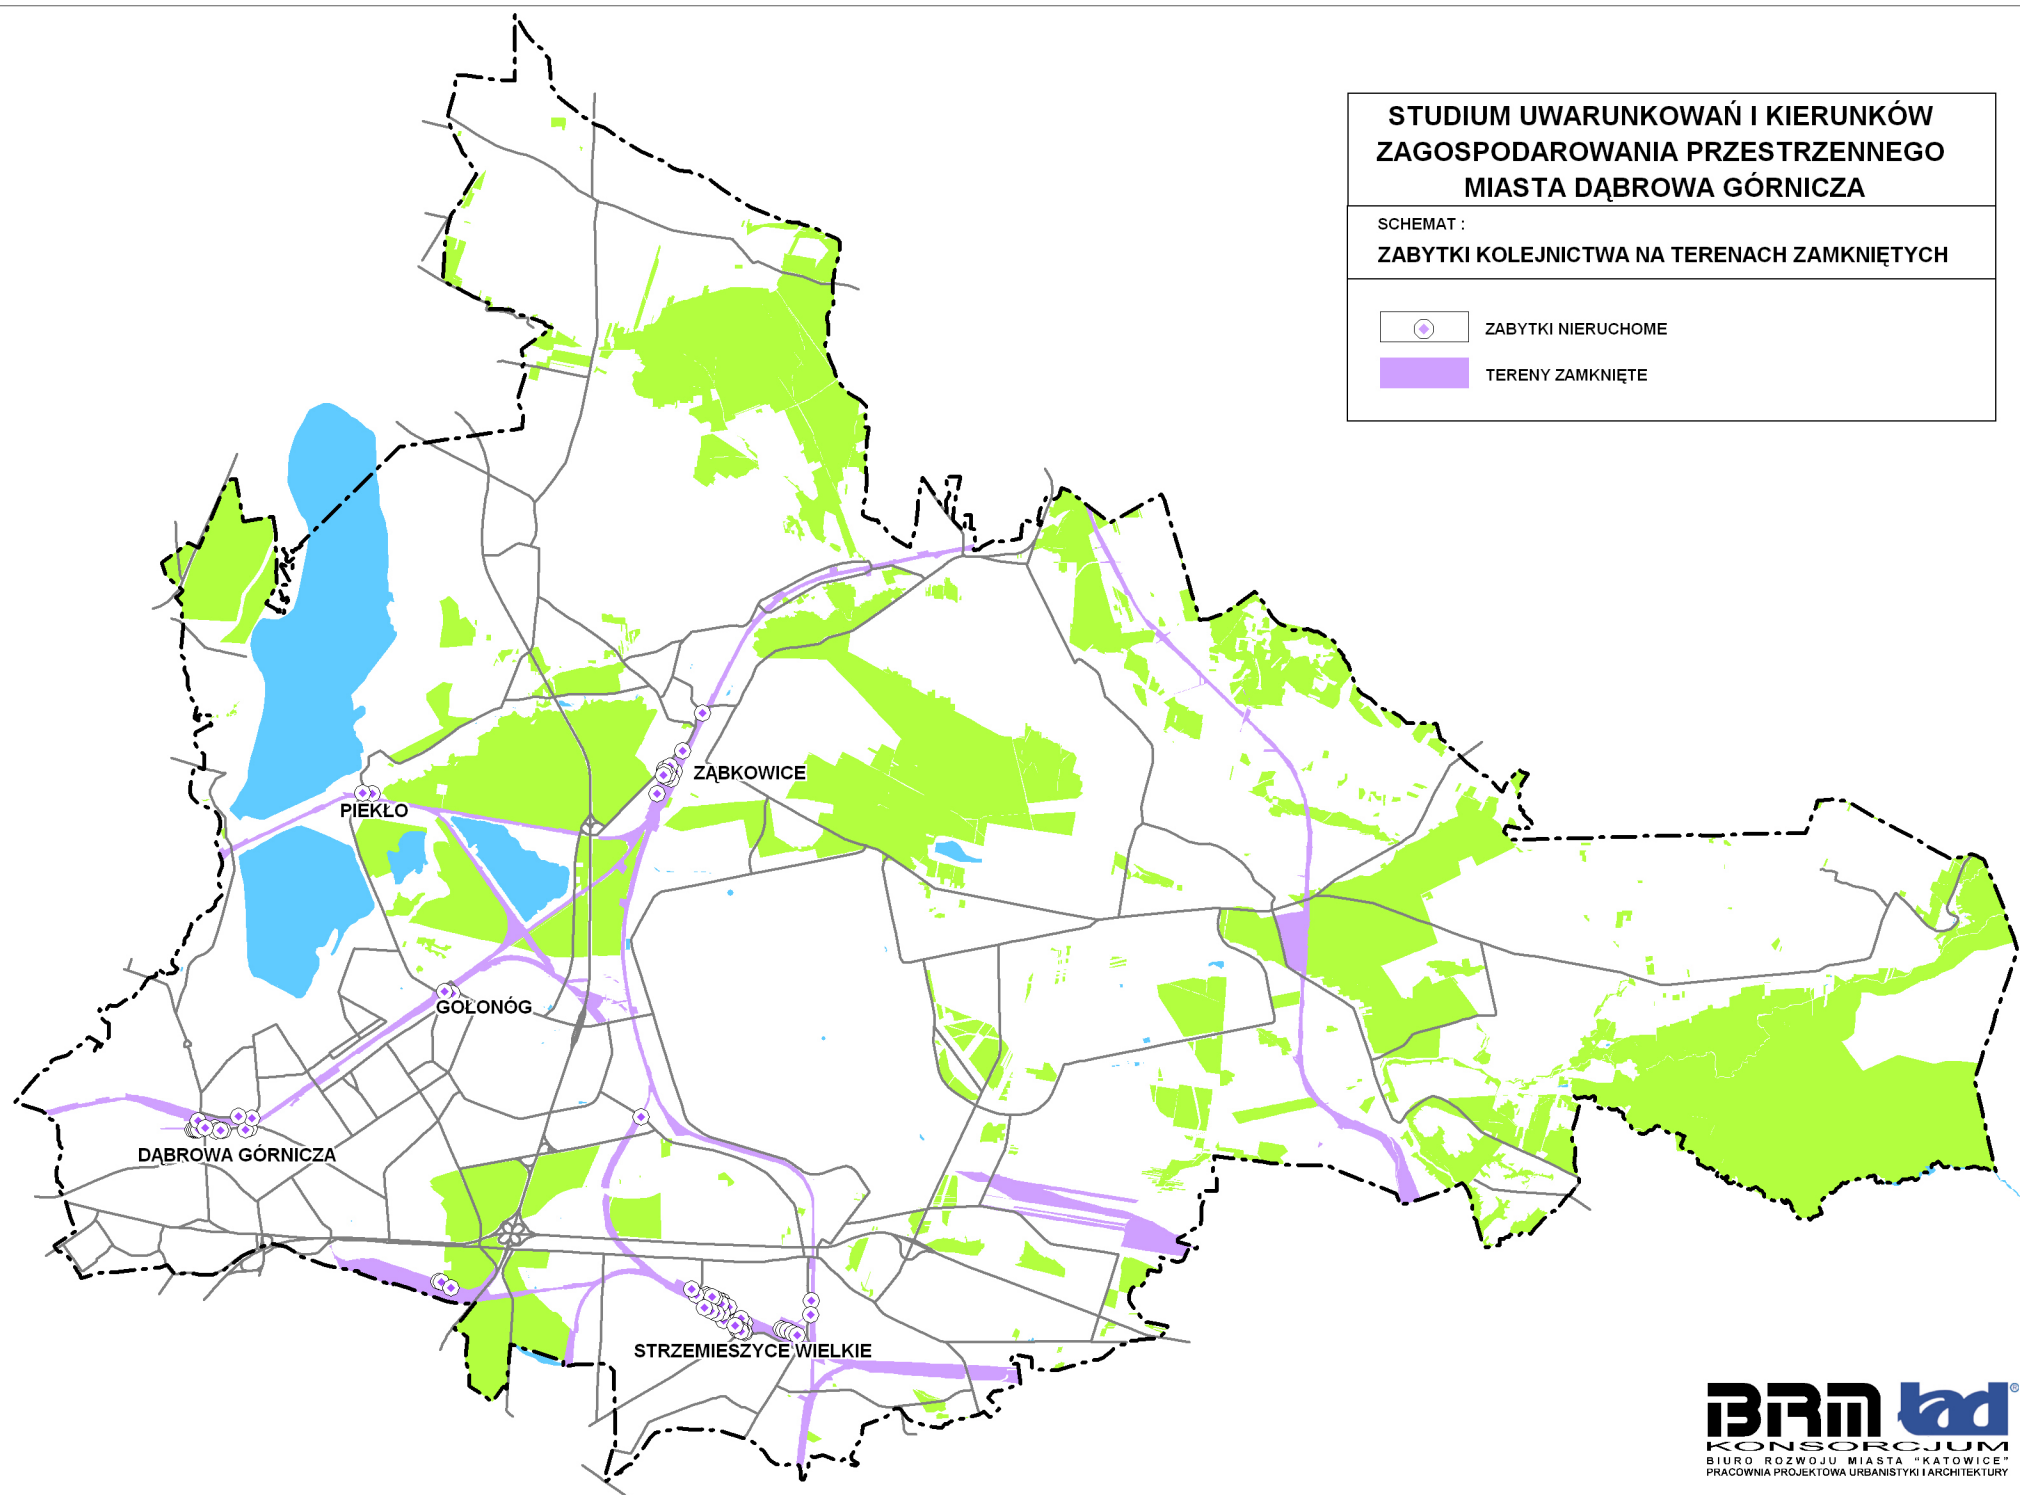 STUDIUM UWARUNKOWAŃ I KIERUNKÓW
ZAGOSPODAROWANIA PRZESTRZENNEGO
MIASTA DĄBROWA GÓRNICZA
SCHEMAT :
ZABYTKI KOLEJNICTWA NA TERENACH ZAMKNIĘTYCH
ZABYTKI NIERUCHOME
TERENY ZAMKNIĘTE
ZĄBKOWICE
PIEKŁO
GOŁONÓG
DĄBROWA GÓRNICZA
STRZEMIESZYCE WIELKIE
BRM tad ®
KONSORCJUM
BIURO ROZWOJU MIASTA "KATOWICE"
PRACOWNIA PROJEKTOWA URBANISTYKI I ARCHITEKTURY